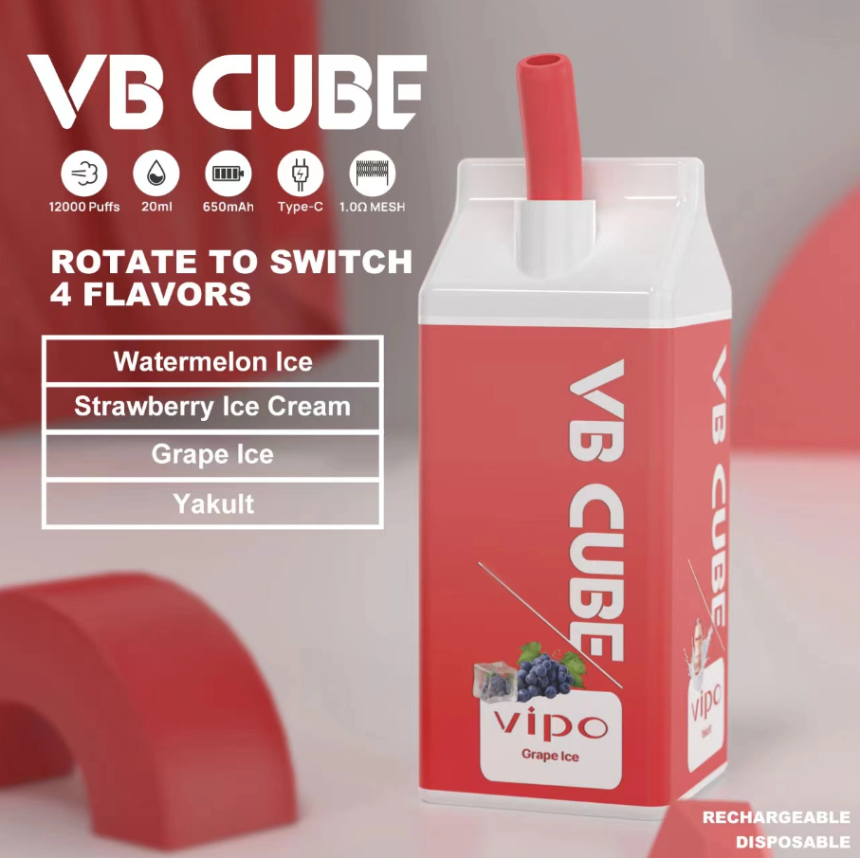 VB CUBE
12000 Puffs
20ml
650mAh
Type-C
1.0Ω MESH
ROTATE TO SWITCH
4 FLAVORS
Watermelon Ice
Strawberry Ice Cream
Grape Ice
Yakult
VB CUBE
vipo
Grape Ice
VB CUBE
vipo
Yakult
RECHARGEABLE
DISPOSABLE